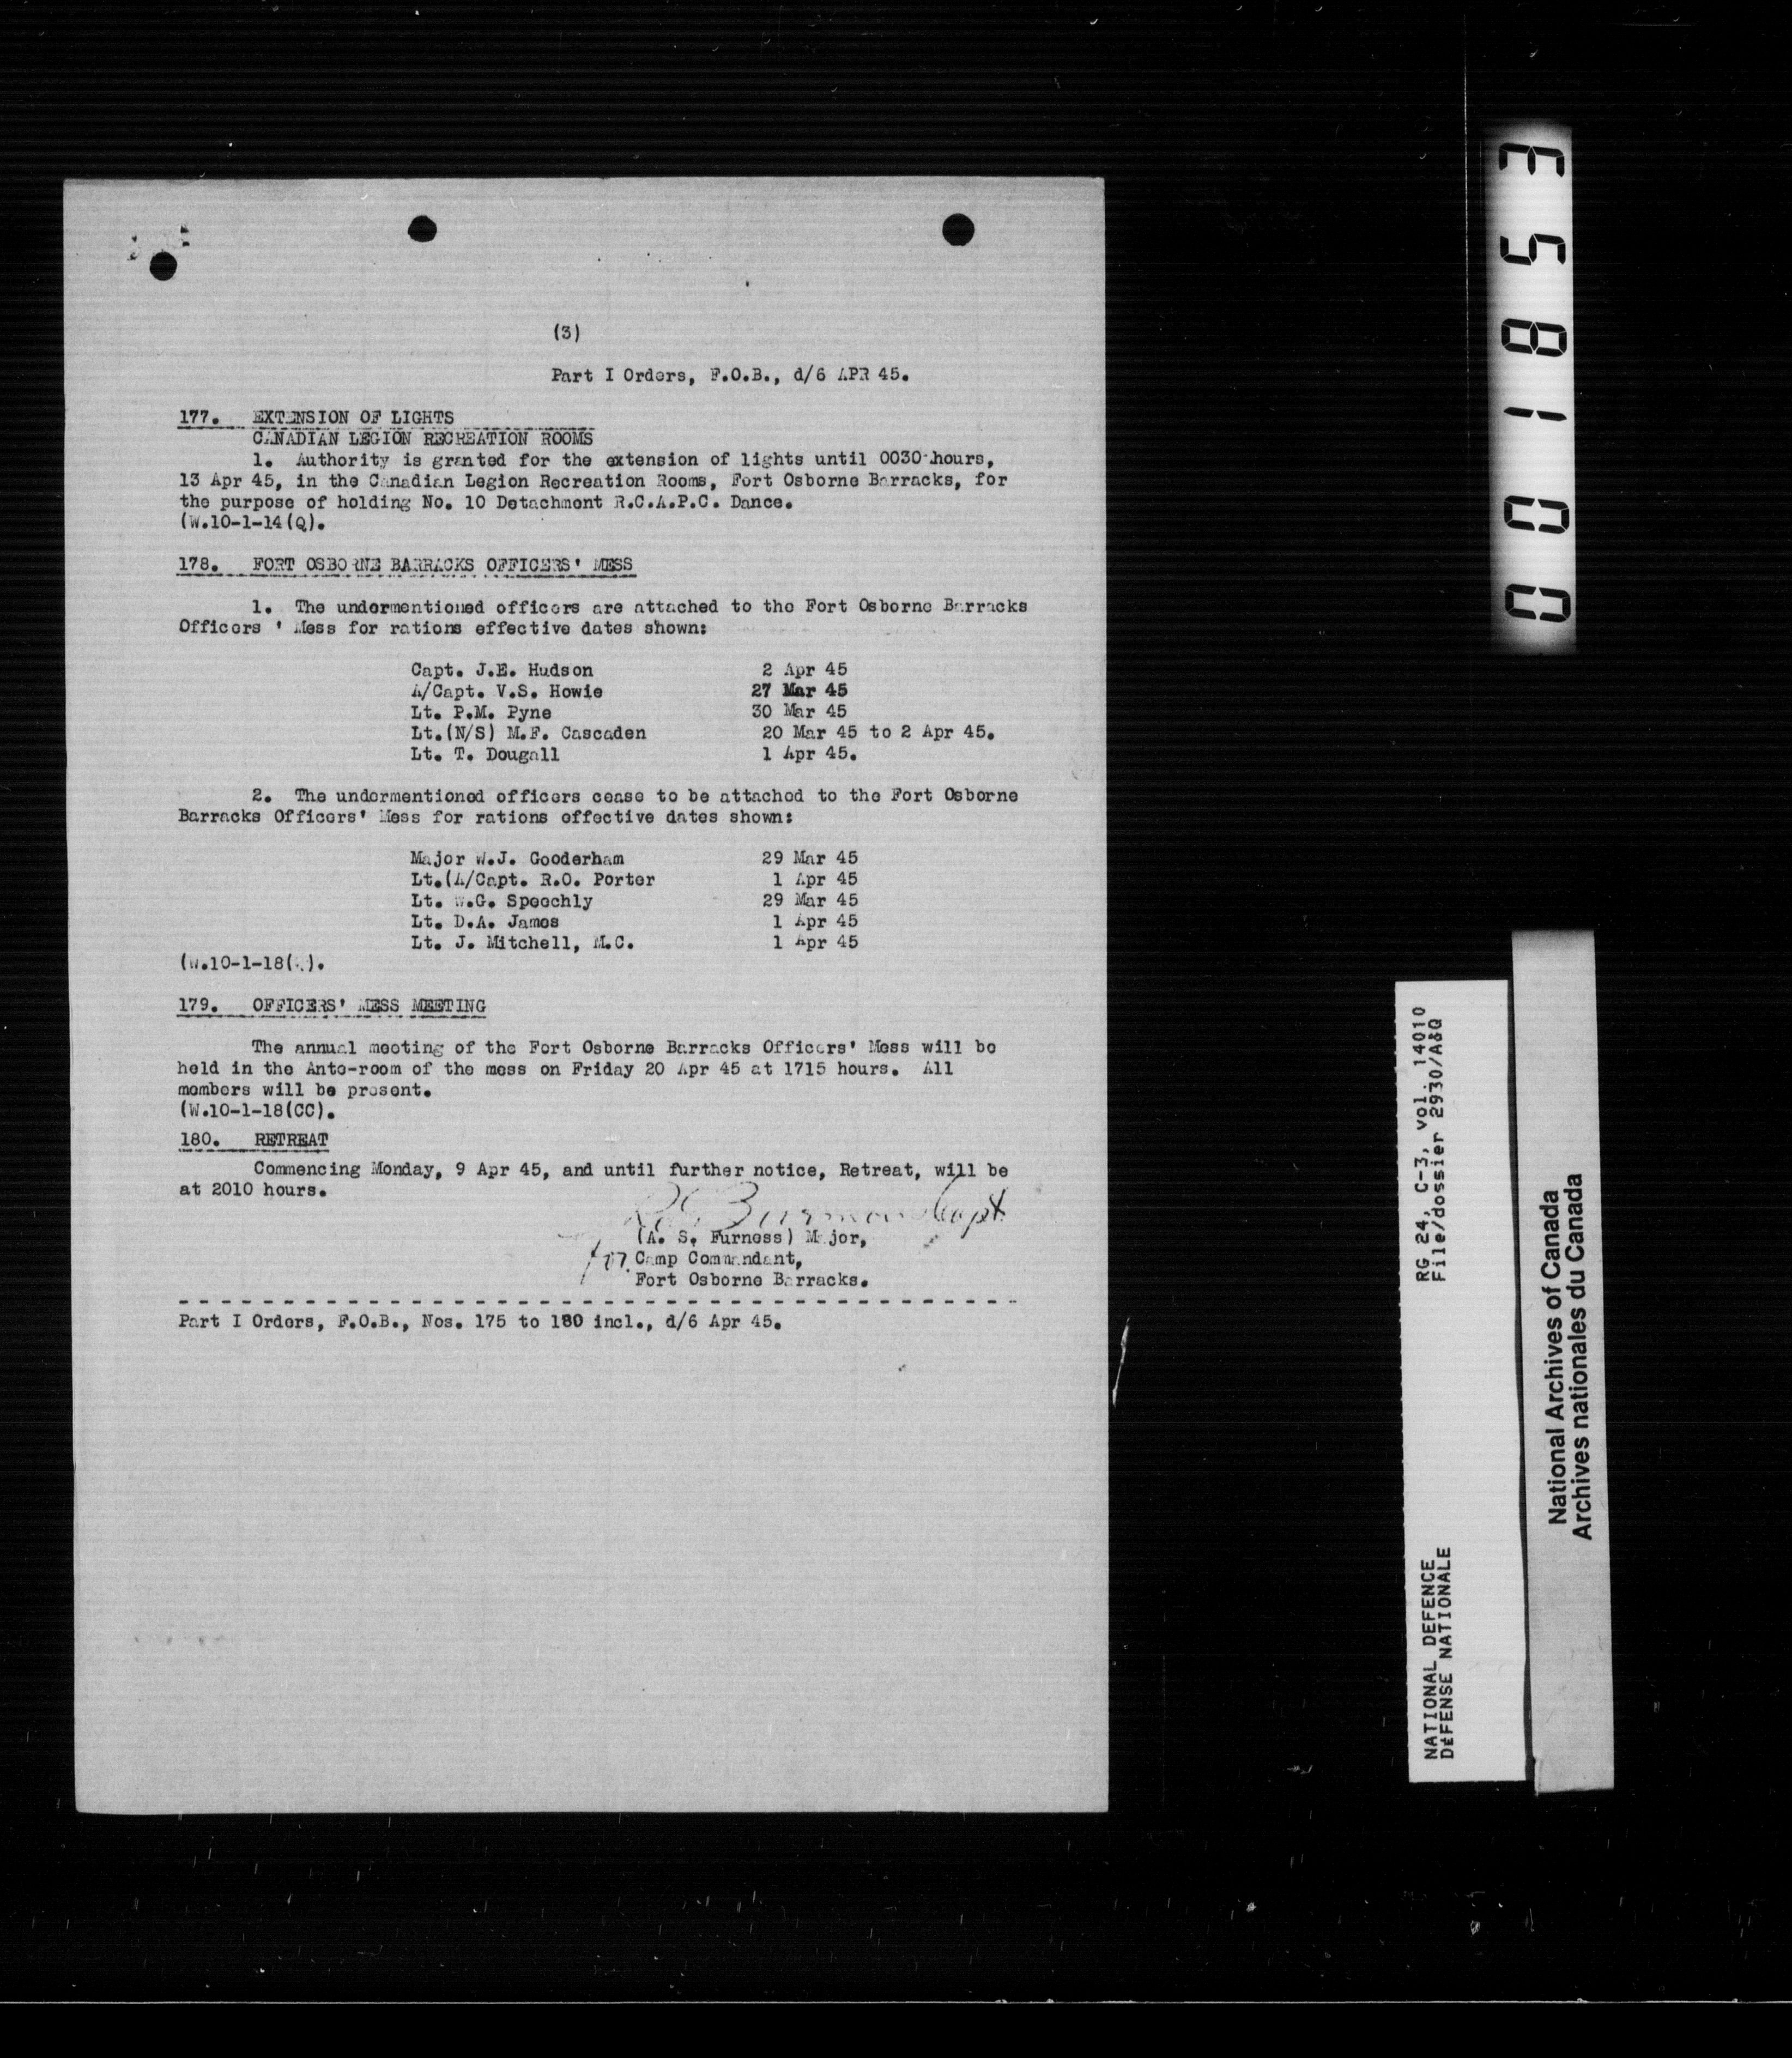 (3)
Part I Orders, F.O.B., d/6 APR 45.
177. EXTENSION OF LIGHTS
CANADIAN LEGION RECREATION ROOMS
1. Authority is granted for the extension of lights until 0030 hours,
13 Apr 45, in the Canadian Legion Recreation Rooms, Fort Osborne Barracks, for
the purpose of holding No. 10 Detachment R.C.A.P.C. Dance.
(W.10-1-14(Q).
178. FORT OSBORNE BARRACKS OFFICERS' MESS
1. The undermentioned officers are attached to the Fort Osborne Barracks
Officers ' Mess for rations effective dates shown:
Capt. J.E. Hudson 2 Apr 45
A/Capt. V.S. Howie 27 Mar 45
Lt. P.M. Pyne 30 Mar 45
Lt.(N/S) M.F. Cascaden 20 Mar 45 to 2 Apr 45.
Lt. T. Dougall 1 Apr 45.
2. The undermentioned officers cease to be attached to the Fort Osborne
Barracks Officers' Mess for rations effective dates shown:
Major W.J. Gooderham 29 Mar 45
Lt.(A/Capt. R.O. Porter 1 Apr 45
Lt. W.G. Speechly 29 Mar 45
Lt. D.A. James 1 Apr 45
Lt. J. Mitchell, M.C. 1 Apr 45
179. OFFICERS' MESS MEETING
The annual meeting of the Fort Osborne Barracks Officers' Mess will be
held in the Ante-room of the mess on Friday 20 Apr 45 at 1715 hours. All
members will be present.
(W.10-1-18(CC).
180. RETREAT
Commencing Monday, 9 Apr 45, and until further notice, Retreat, will be
at 2010 hours.
Capt
(A. S. Furness) Major,
for Camp Commandant,
Fort Osborne Barracks.
Part I Orders, F.O.B., Nos. 175 to 180 incl., d/6 Apr 45.
001853
RG 24, C-3, vol. 14010
File/dossier 2930/A&Q
NATIONAL DEFENCE
DÉFENSE NATIONALE
National Archives of Canada
Archives nationales du Canada